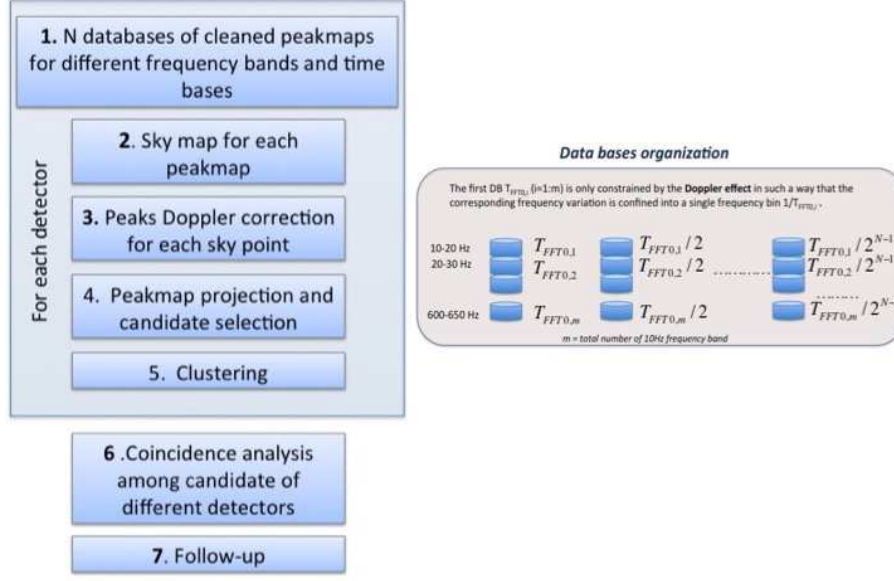 1. N databases of cleaned peakmaps
for different frequency bands and time
bases
For each detector
2. Sky map for each
peakmap
3. Peaks Doppler correction
for each sky point
4. Peakmap projection and
candidate selection
5. Clustering
6 .Coincidence analysis
among candidate of
different detectors
7. Follow-up
Data bases organization
The first DB T_FFT0,i (i=1:m) is only constrained by the Doppler effect in such a way that the
corresponding frequency variation is confined into a single frequency bin 1/T_FFT0,i .
10-20 Hz T_FFT0,1 T_FFT0,1 / 2 T_FFT0,1 / 2^N-1
20-30 Hz T_FFT0,2 T_FFT0,2 / 2 ............ T_FFT0,2 / 2^N-1
.........
600-650 Hz T_FFT0,m T_FFT0,m / 2 T_FFT0,m / 2^N-
m = total number of 10Hz frequency band